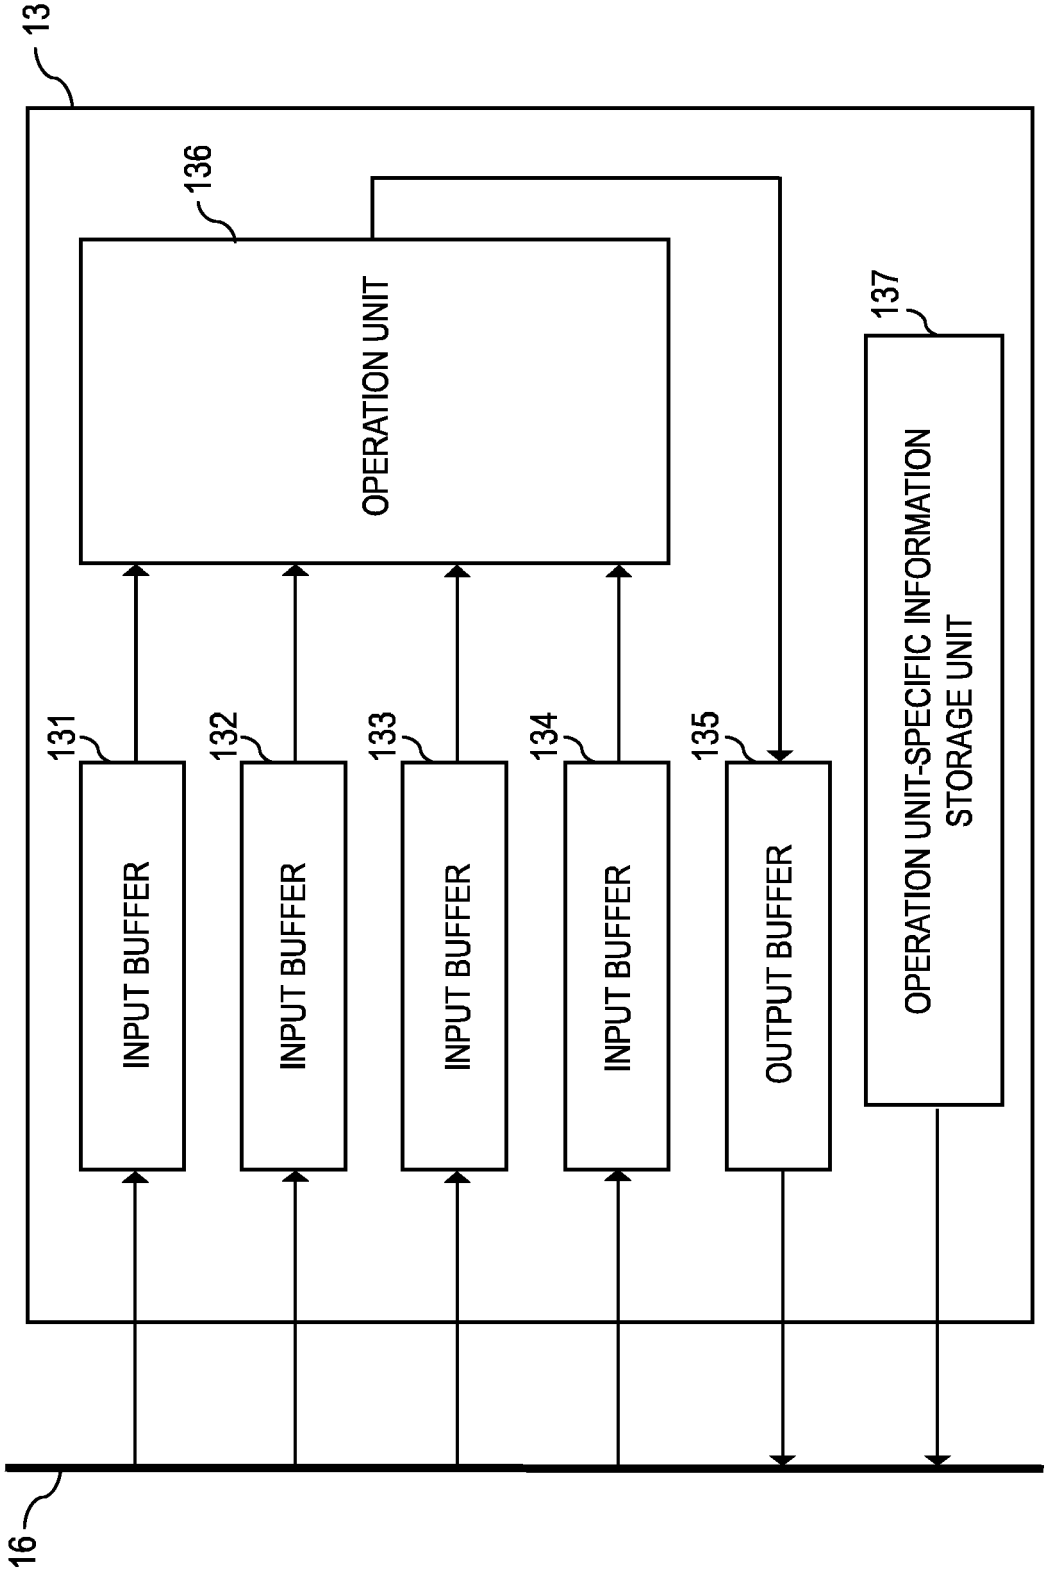 13
136
OPERATION UNIT
137
OPERATION UNIT-SPECIFIC INFORMATION
STORAGE UNIT
131
INPUT BUFFER
132
INPUT BUFFER
133
INPUT BUFFER
134
INPUT BUFFER
135
OUTPUT BUFFER
16